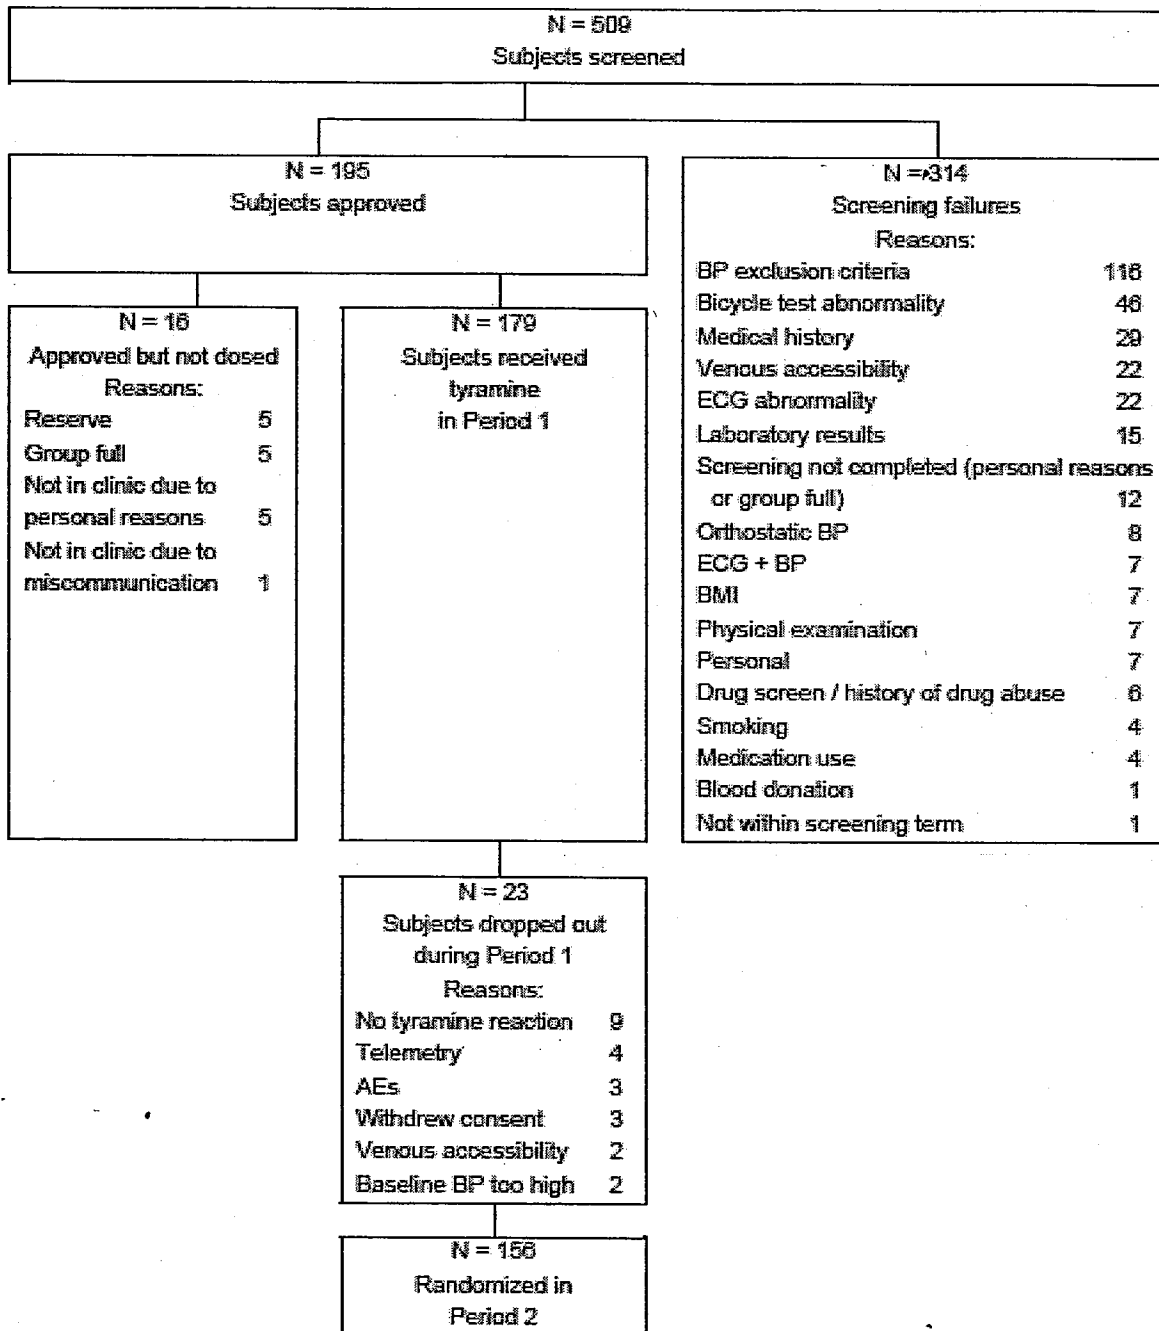 N = 509
Subjects screened
N = 195
Subjects approved
N = 16
Approved but not dosed
Reasons:
Reserve 5
Group full 5
Not in clinic due to
personal reasons 5
Not in clinic due to
miscommunication 1
N = 179
Subjects received
tyramine
in Period 1
N = 314
Screening failures
Reasons:
BP exclusion criteria 116
Bicycle test abnormality 46
Medical history 29
Venous accessibility 22
ECG abnormality 22
Laboratory results 15
Screening not completed (personal reasons
or group full) 12
Orthostatic BP 8
ECG + BP 7
BMI 7
Physical examination 7
Personal 7
Drug screen / history of drug abuse 6
Smoking 4
Medication use 4
Blood donation 1
Not within screening term 1
N = 23
Subjects dropped out
during Period 1
Reasons:
No tyramine reaction 9
Telemetry 4
AEs 3
Withdrew consent 3
Venous accessibility 2
Baseline BP too high 2
N = 156
Randomized in
Period 2